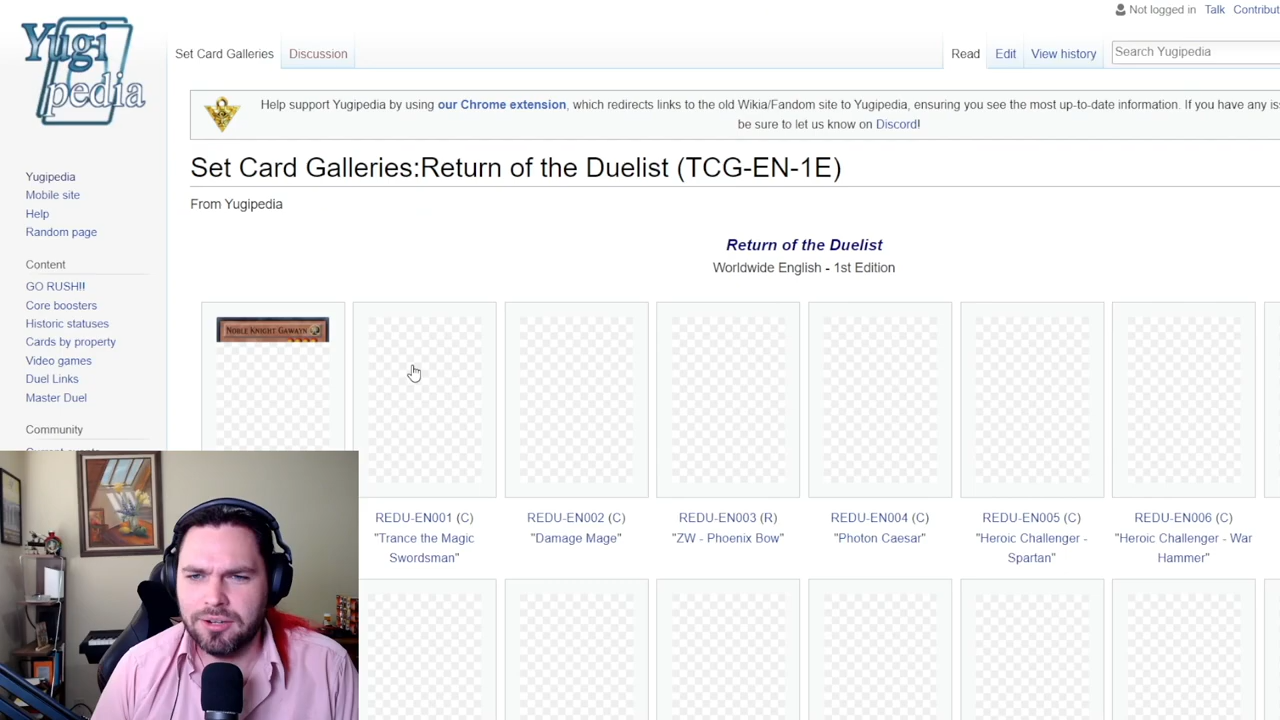 Yugi
pedia
Not logged in Talk Contribut
Set Card Galleries Discussion Read Edit View history Search Yugipedia
Help support Yugipedia by using our Chrome extension, which redirects links to the old Wikia/Fandom site to Yugipedia, ensuring you see the most up-to-date information. If you have any is
be sure to let us know on Discord!
Set Card Galleries:Return of the Duelist (TCG-EN-1E)
From Yugipedia
Yugipedia
Mobile site
Help
Random page
Content
GO RUSH!!
Core boosters
Historic statuses
Cards by property
Video games
Duel Links
Master Duel
Community
Return of the Duelist
Worldwide English - 1st Edition
NOBLE KNIGHT GAWAYN
REDU-EN001 (C) REDU-EN002 (C) REDU-EN003 (R) REDU-EN004 (C) REDU-EN005 (C) REDU-EN006 (C)
"Trance the Magic "Damage Mage" "ZW - Phoenix Bow" "Photon Caesar" "Heroic Challenger - "Heroic Challenger - War
Swordsman" Spartan" Hammer"